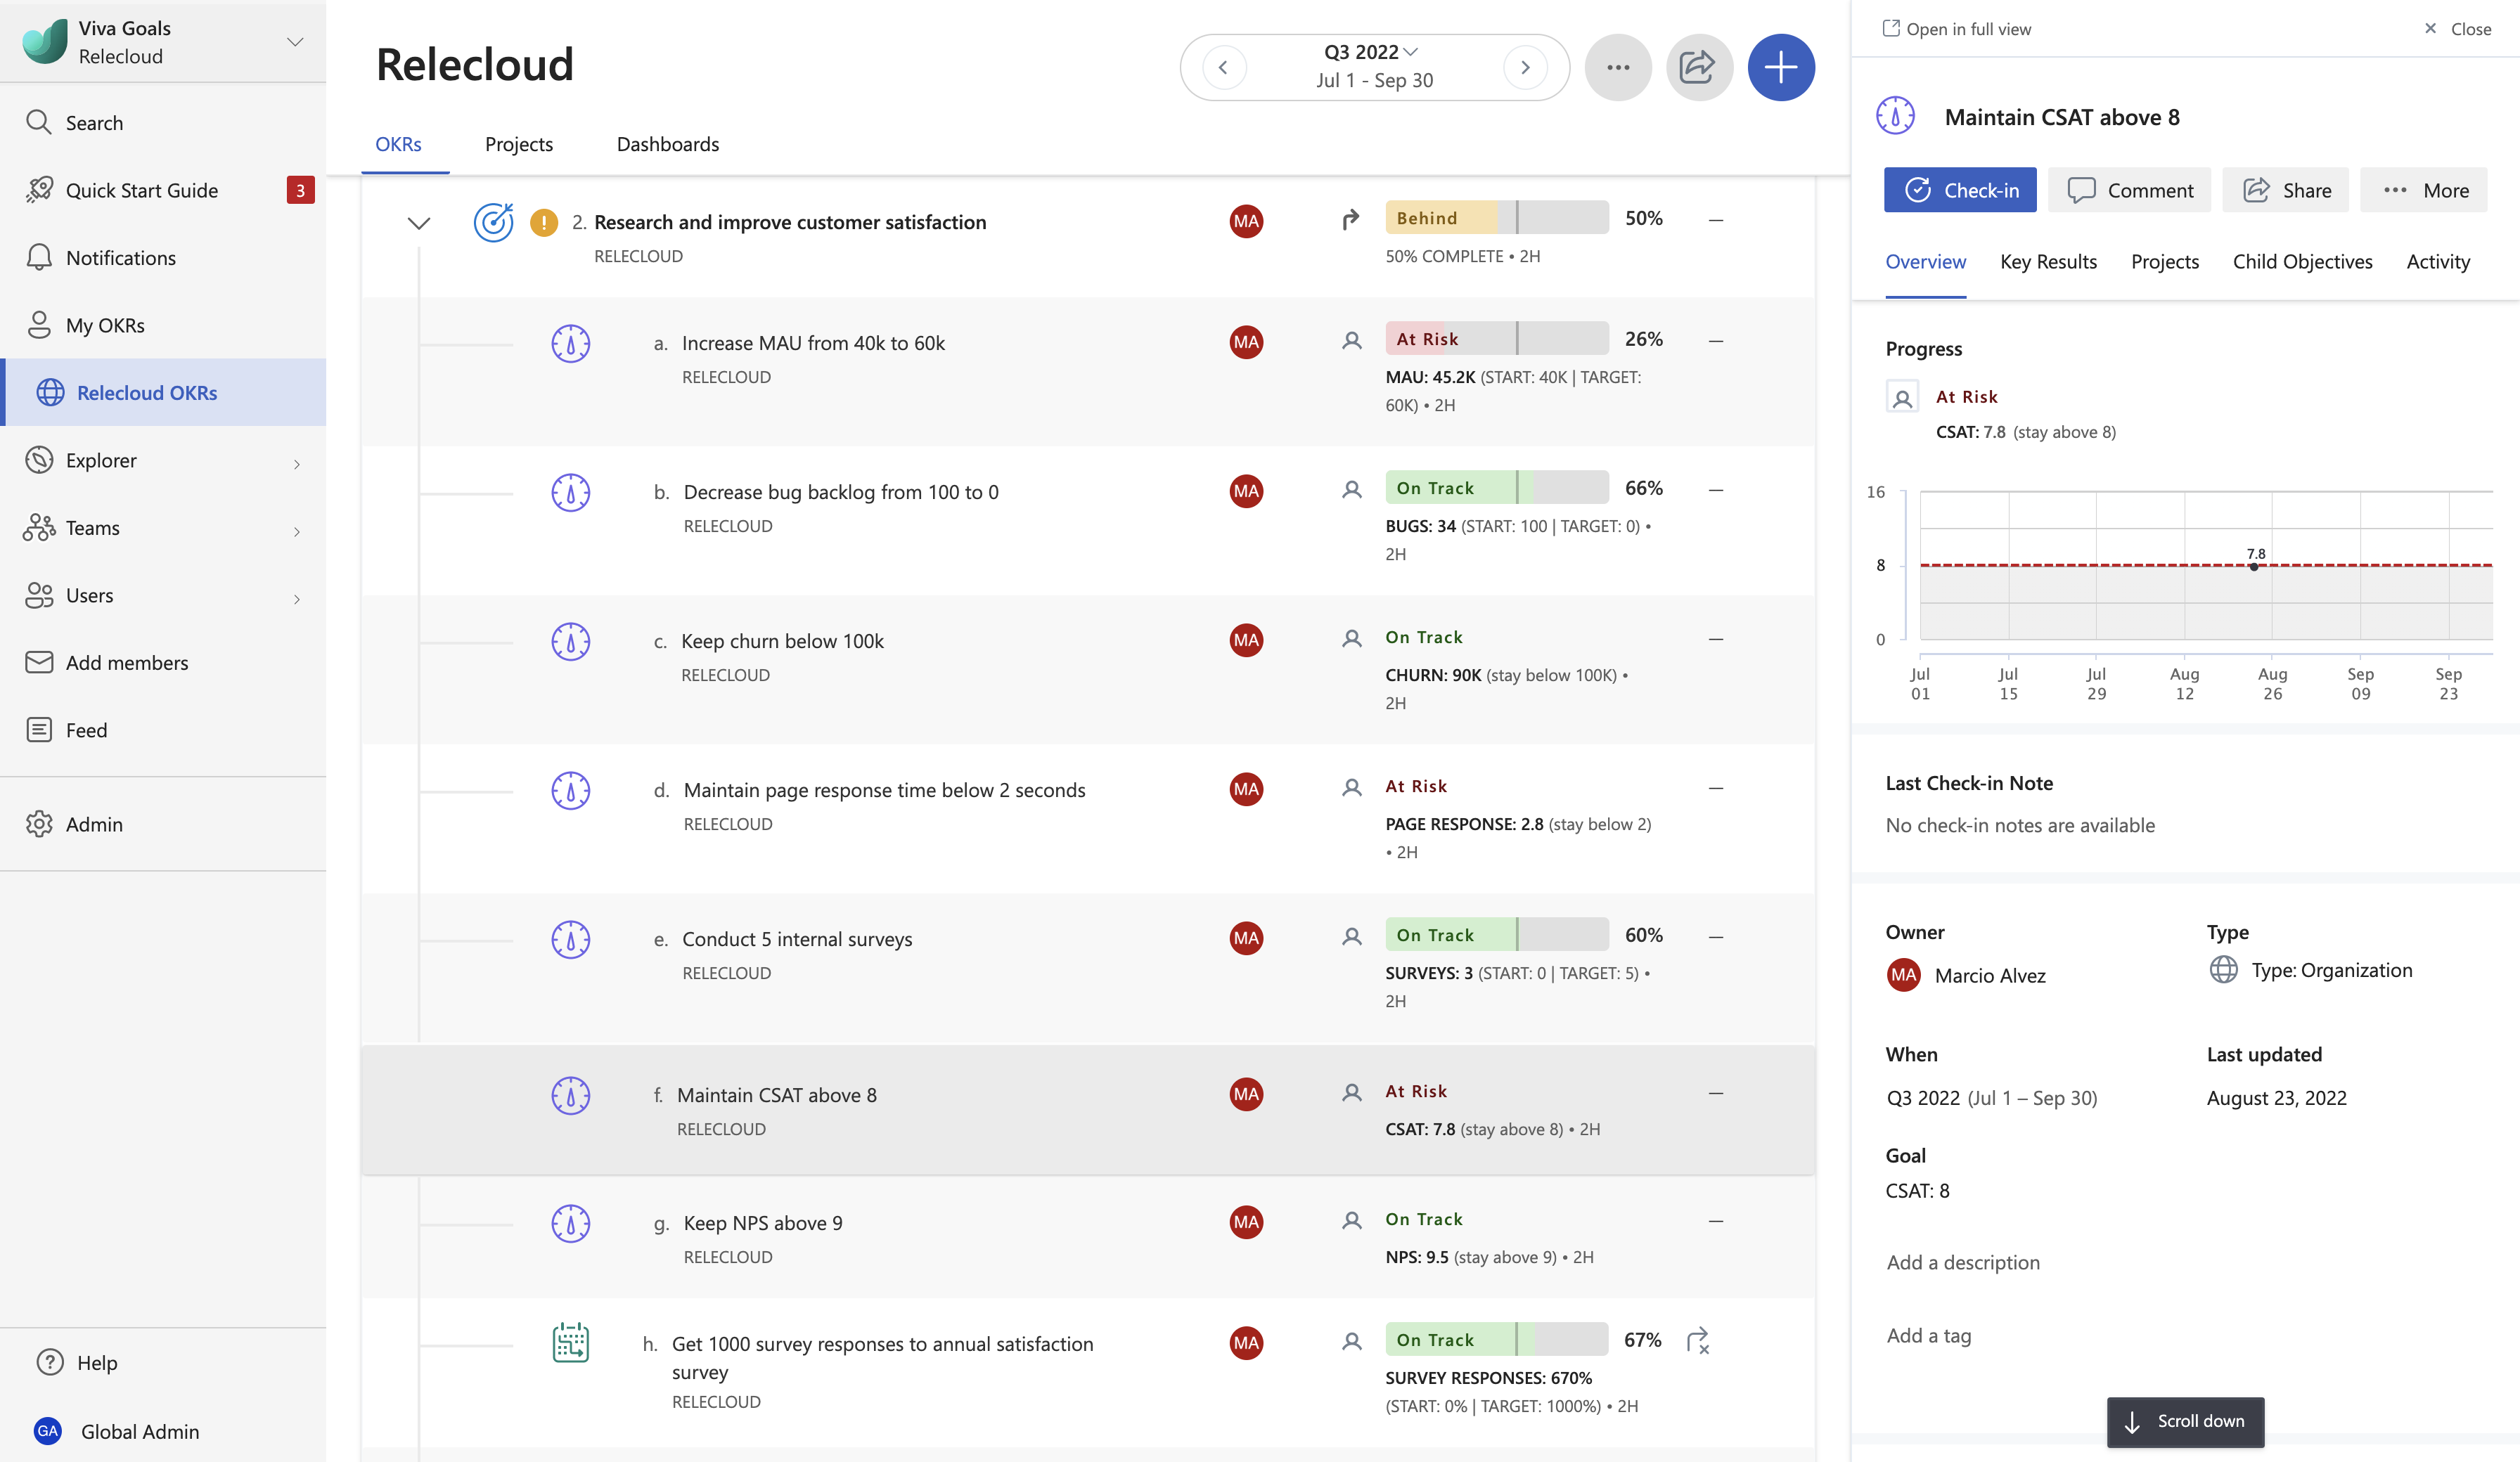 Viva Goals
Relecloud
Search
Quick Start Guide
3
Notifications
My OKRs
Relecloud OKRs
Explorer
Teams
Users
Add members
Feed
Admin
Help
GA
Global Admin
Relecloud
Q3 2022
Jul 1 - Sep 30
OKRs
Projects
Dashboards
2. Research and improve customer satisfaction
RELECLOUD
MA
Behind
50%
50% COMPLETE • 2H
a. Increase MAU from 40k to 60k
RELECLOUD
MA
At Risk
26%
MAU: 45.2K (START: 40K | TARGET:
60K) • 2H
b. Decrease bug backlog from 100 to 0
RELECLOUD
MA
On Track
66%
BUGS: 34 (START: 100 | TARGET: 0) •
2H
c. Keep churn below 100k
RELECLOUD
MA
On Track
CHURN: 90K (stay below 100K) •
2H
d. Maintain page response time below 2 seconds
RELECLOUD
MA
At Risk
PAGE RESPONSE: 2.8 (stay below 2)
• 2H
e. Conduct 5 internal surveys
RELECLOUD
MA
On Track
60%
SURVEYS: 3 (START: 0 | TARGET: 5) •
2H
f. Maintain CSAT above 8
RELECLOUD
MA
At Risk
CSAT: 7.8 (stay above 8) • 2H
g. Keep NPS above 9
RELECLOUD
MA
On Track
NPS: 9.5 (stay above 9) • 2H
h. Get 1000 survey responses to annual satisfaction
survey
RELECLOUD
MA
On Track
67%
SURVEY RESPONSES: 670%
(START: 0% | TARGET: 1000%) • 2H
Open in full view
Close
Maintain CSAT above 8
Check-in
Comment
Share
More
Overview
Key Results
Projects
Child Objectives
Activity
Progress
At Risk
CSAT: 7.8 (stay above 8)
16
8
0
7.8
Jul
01
Jul
15
Jul
29
Aug
12
Aug
26
Sep
09
Sep
23
Last Check-in Note
No check-in notes are available
Owner
MA
Marcio Alvez
Type
Type: Organization
When
Q3 2022 (Jul 1 – Sep 30)
Last updated
August 23, 2022
Goal
CSAT: 8
Add a description
Add a tag
Scroll down